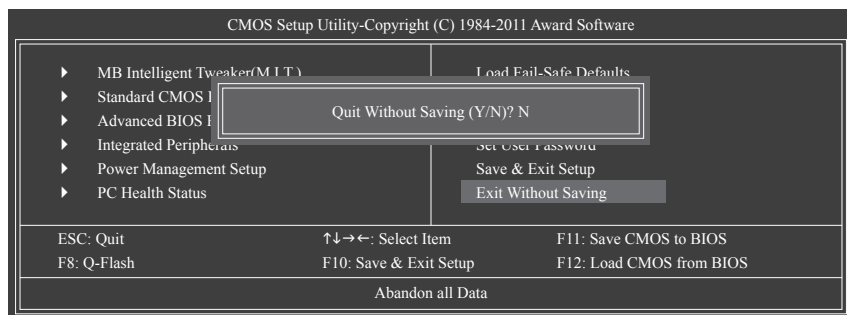 CMOS Setup Utility-Copyright (C) 1984-2011 Award Software
MB Intelligent Tweaker(M.I.T.)
Standard CMOS
Advanced BIOS
Integrated Peripherals
Power Management Setup
PC Health Status
Load Fail-Safe Defaults
Set User Password
Save & Exit Setup
Exit Without Saving
Quit Without Saving (Y/N)? N
ESC: Quit ↑↓→←: Select Item F11: Save CMOS to BIOS
F8: Q-Flash F10: Save & Exit Setup F12: Load CMOS from BIOS
Abandon all Data